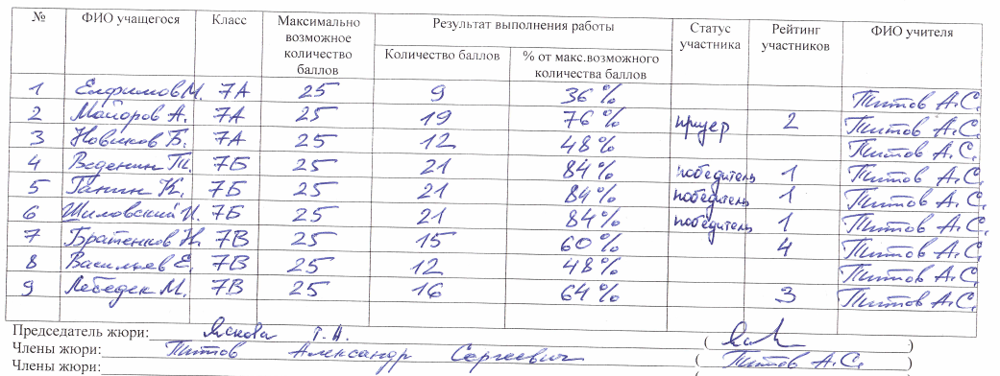 № ФИО учащегося Класс Максимально возможное количество баллов Результат выполнения работы Статус участника Рейтинг участников ФИО учителя
Количество баллов % от макс.возможного количества баллов
1 Елфимов М. 7А 25 9 36% Титов А.С.
2 Майоров А. 7А 25 19 76% призер 2 Титов А.С.
3 Новиков Б. 7А 25 12 48% Титов А.С.
4 Веденин Т. 7Б 25 21 84% победитель 1 Титов А.С.
5 Ганин К. 7Б 25 21 84% победитель 1 Титов А.С.
6 Шиловский И. 7Б 25 21 84% победитель 1 Титов А.С.
7 Братенков Н. 7В 25 15 60% 4 Титов А.С.
8 Васильев Е. 7В 25 12 48% Титов А.С.
9 Лебедек М. 7В 25 16 64% 3 Титов А.С.
Председатель жюри: ( )
Члены жюри: Титов Александр Сергеевич ( Титов А.С. )
Члены жюри: (